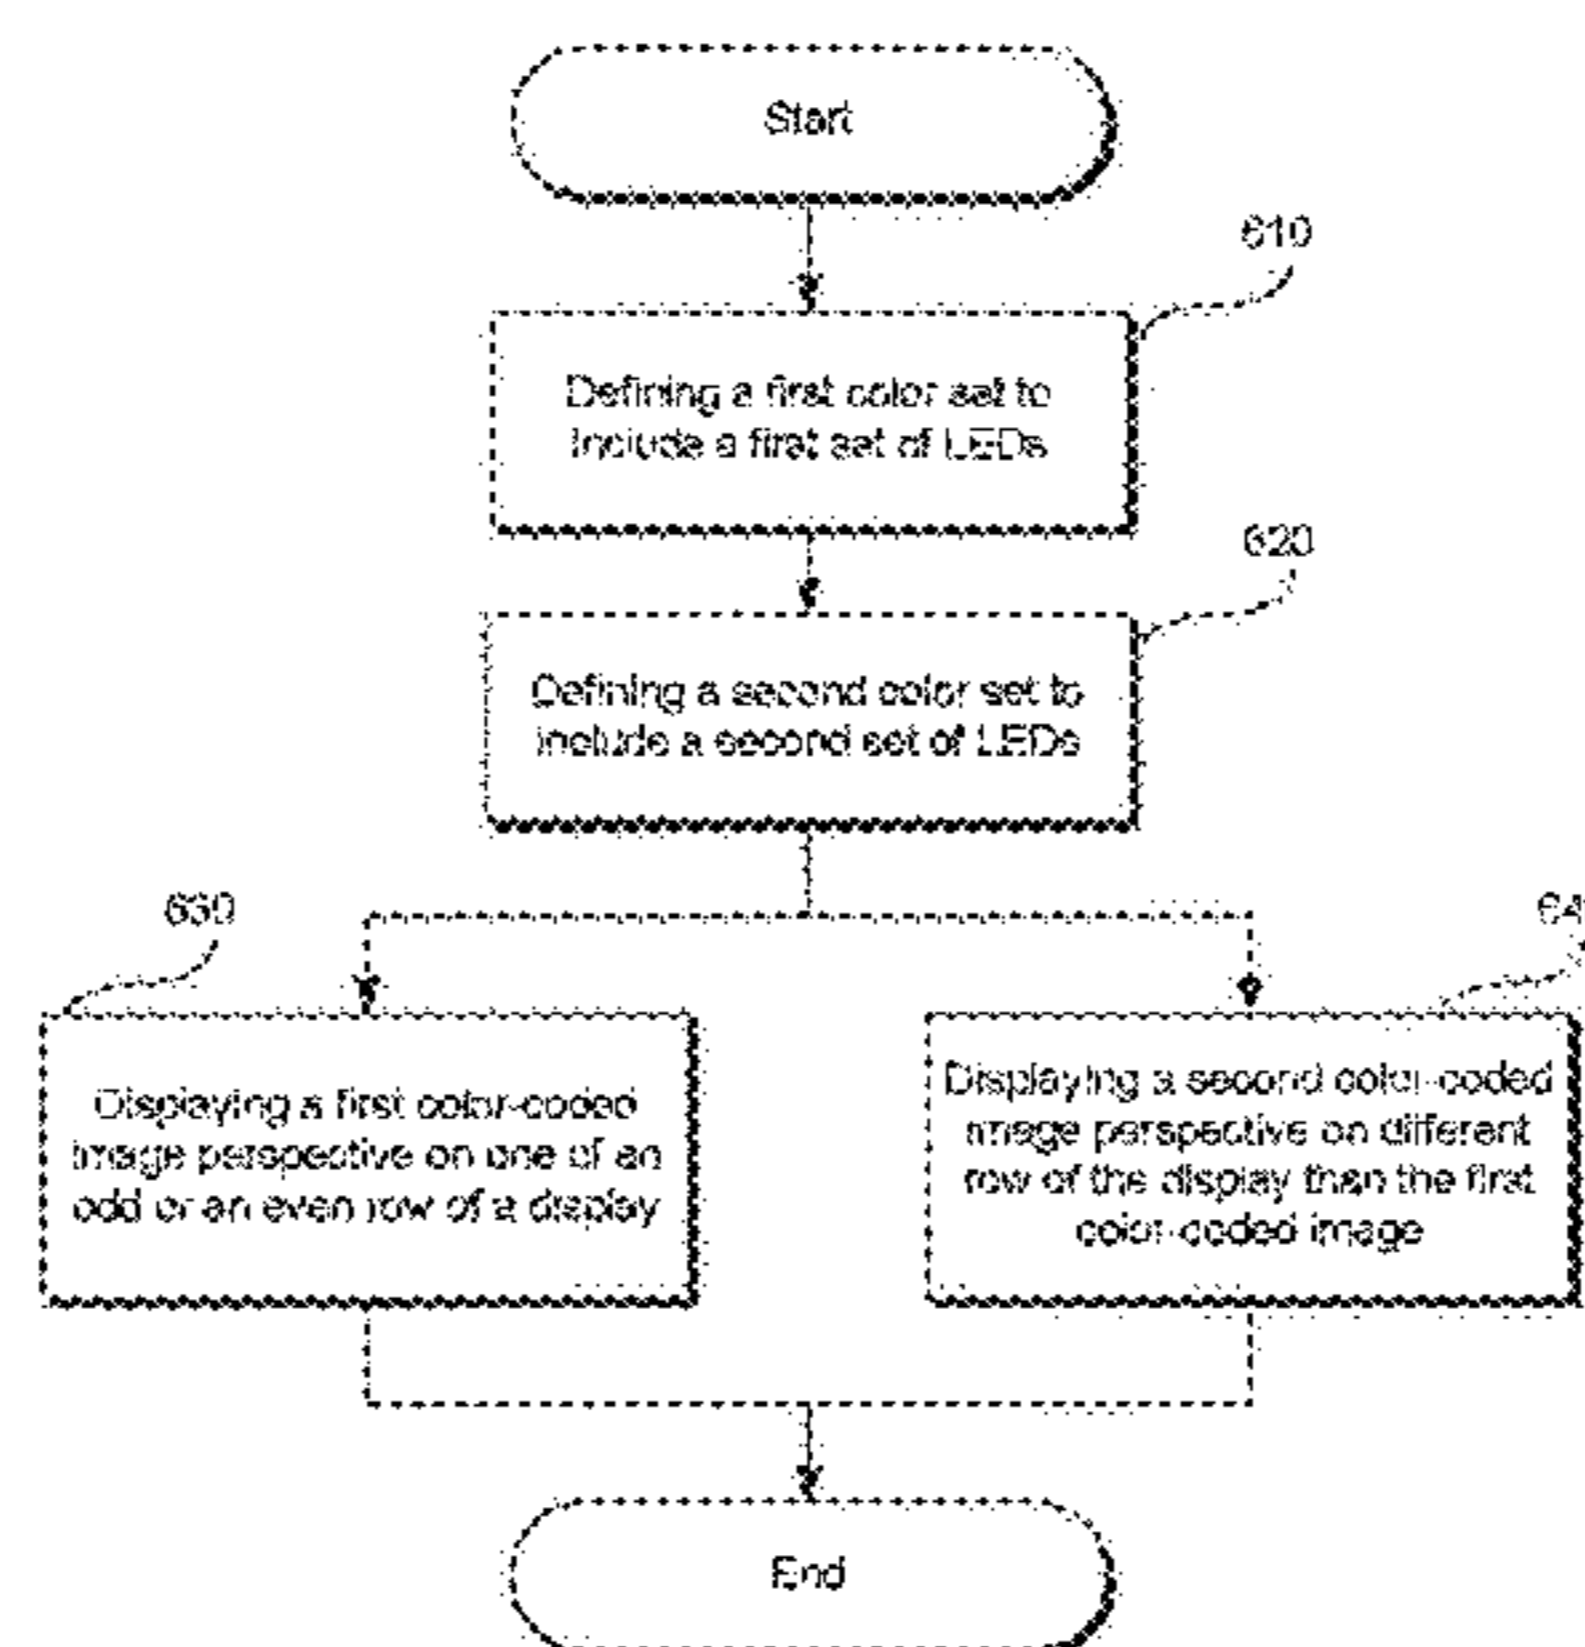 Start
610
Defining a first color set to
include a first set of LEDs
620
Defining a second color set to
include a second set of LEDs
630
64
Displaying a first color-coded
image perspective on one of an
odd or an even row of a display
Displaying a second color-coded
image perspective on different
row of the display than the first
color-coded image
End